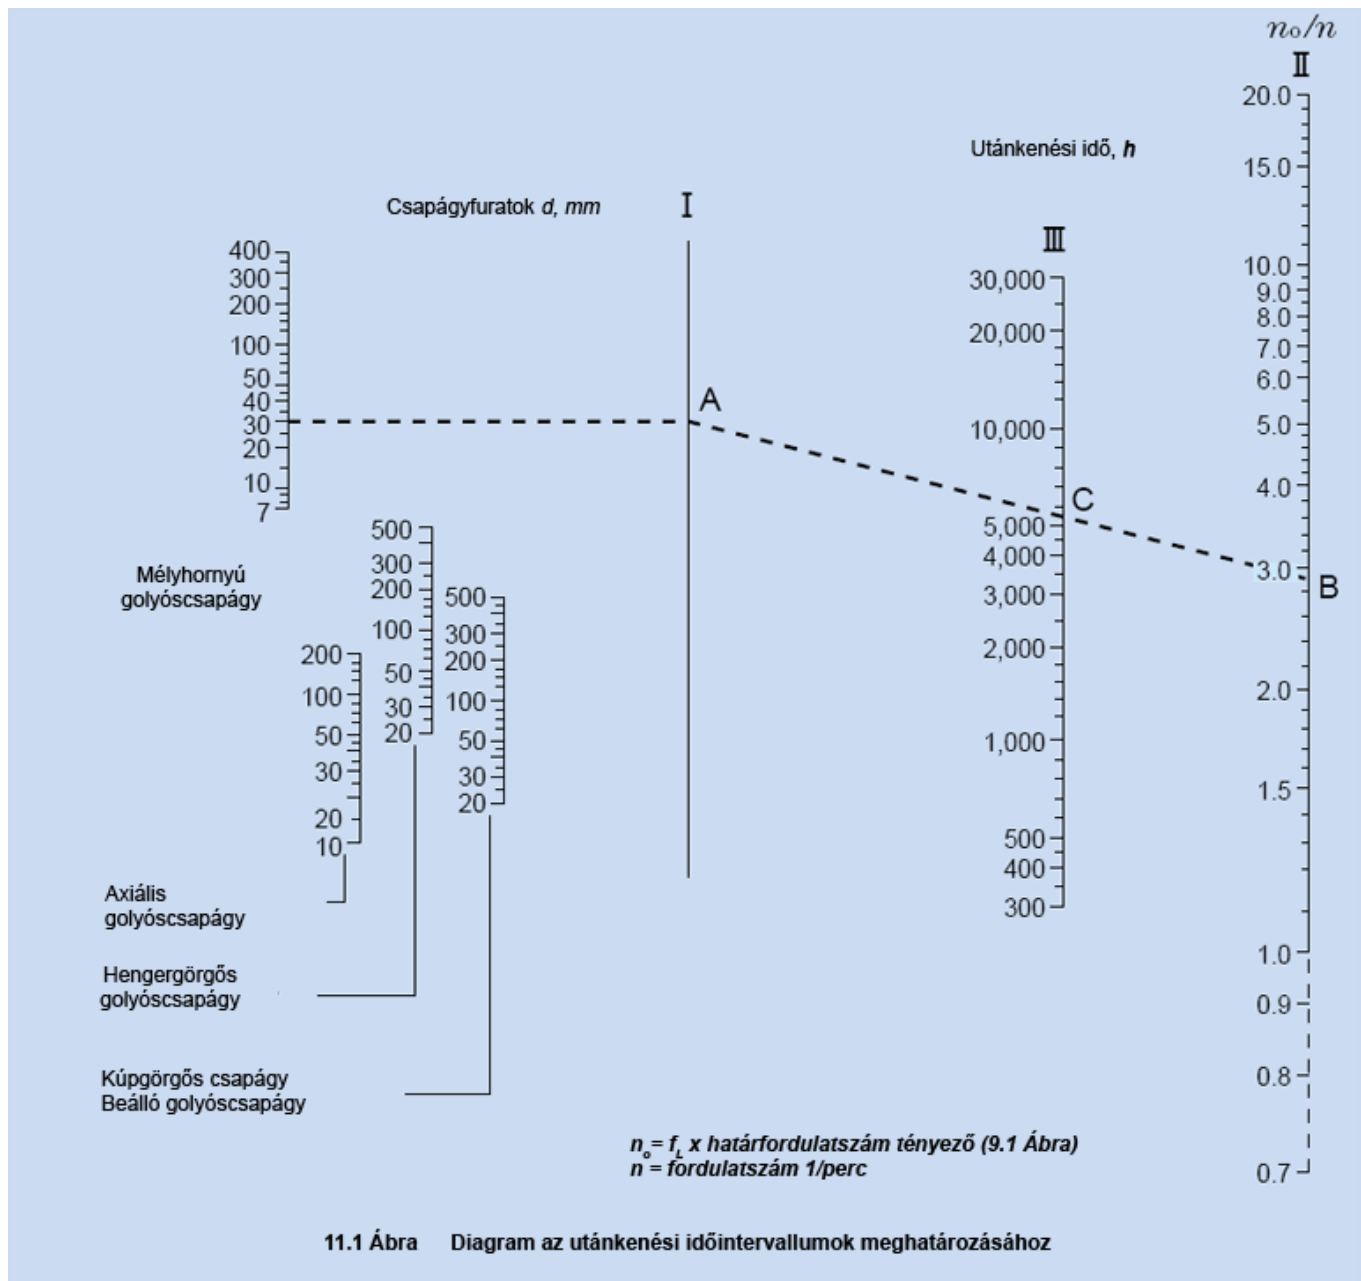 n₀/n
II
20.0
15.0
10.0
9.0
8.0
7.0
6.0
5.0
4.0
3.0
2.0
1.5
1.0
0.9
0.8
0.7
B
Utánkenési idő, h
III
30,000
20,000
10,000
5,000
4,000
3,000
2,000
1,000
500
400
300
C
Csapágyfuratok d, mm
I
A
400
300
200
100
50
40
30
20
10
7
Mélyhornyú
golyóscsapágy
500
300
200
100
50
30
20
500
300
200
100
50
30
20
200
100
50
30
20
10
Axiális
golyóscsapágy
Hengergörgős
golyóscsapágy
Kúpgörgős csapágy
Beálló golyóscsapágy
nₒ= f_L x határfordulatszám tényező (9.1 Ábra)
n = fordulatszám 1/perc
11.1 Ábra Diagram az utánkenési időintervallumok meghatározásához